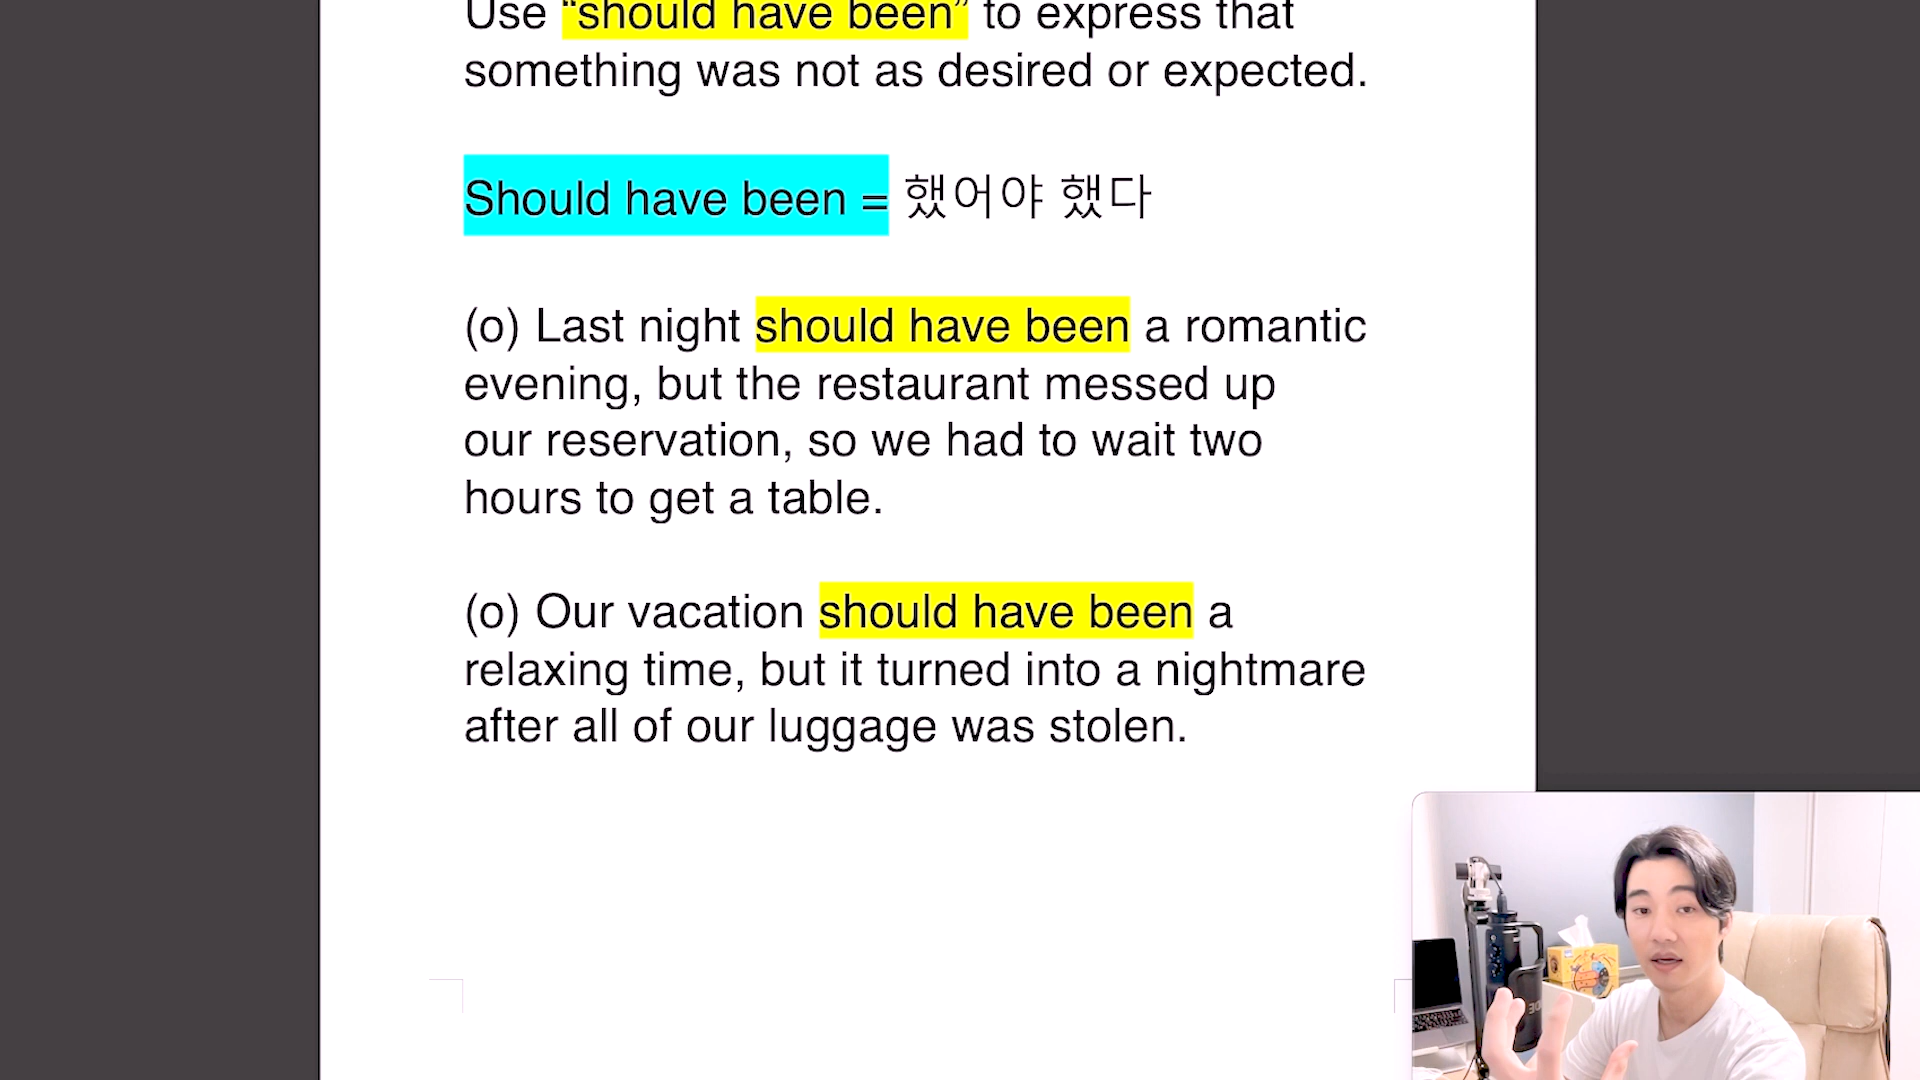 Use “should have been” to express that
something was not as desired or expected.
Should have been = 했어야 했다
(o) Last night should have been a romantic
evening, but the restaurant messed up
our reservation, so we had to wait two
hours to get a table.
(o) Our vacation should have been a
relaxing time, but it turned into a nightmare
after all of our luggage was stolen.